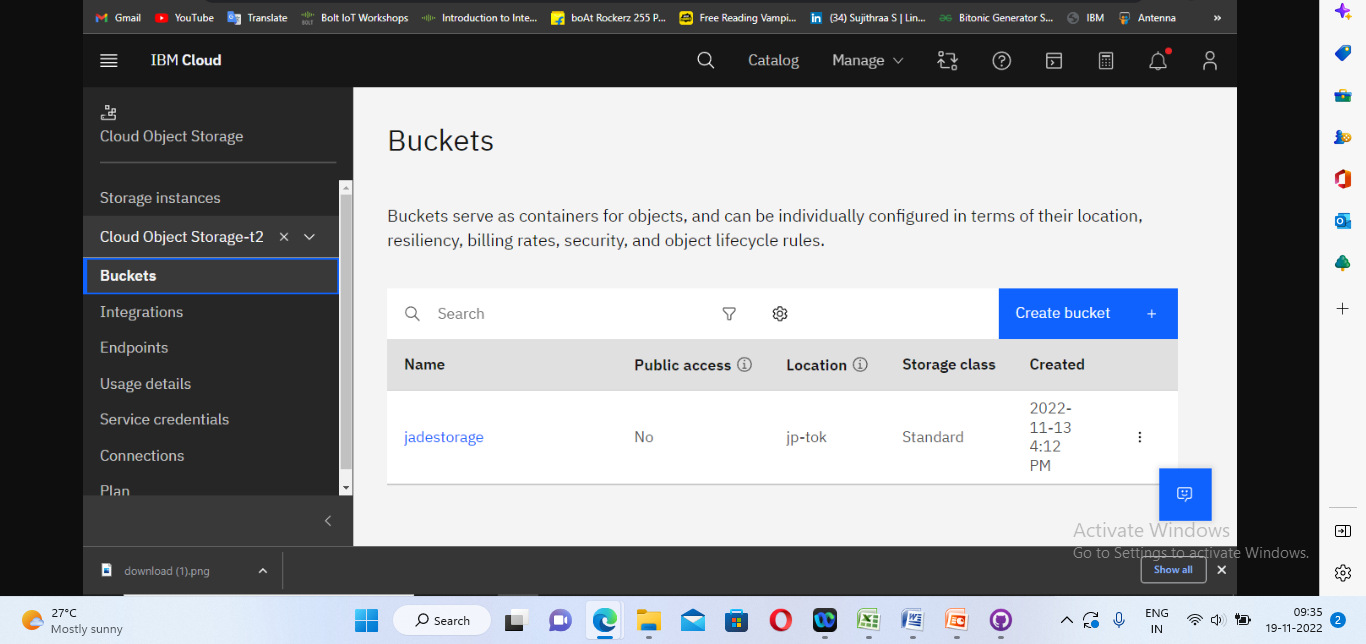 Gmail YouTube Translate Bolt IoT Workshops Introduction to Inte... boAt Rockerz 255 P... Free Reading Vampi... (34) Sujithraa S | Lin... Bitonic Generator S... IBM Antenna »
IBM Cloud Catalog Manage
Cloud Object Storage
Storage instances
Cloud Object Storage-t2
Buckets
Integrations
Endpoints
Usage details
Service credentials
Connections
Plan
Buckets
Buckets serve as containers for objects, and can be individually configured in terms of their location,
resiliency, billing rates, security, and object lifecycle rules.
Search Create bucket +
Name Public access Location Storage class Created
jadestorage No jp-tok Standard 2022-
11-13
4:12
PM
Activate Windows
Go to Settings to activate Windows.
download (1).png Show all
27°C
Mostly sunny
Search
ENG
IN
09:35
19-11-2022
2